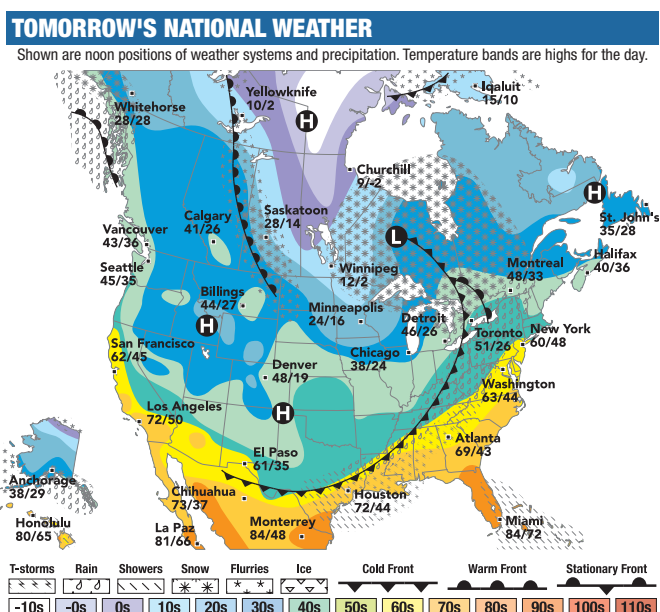 TOMORROW'S NATIONAL WEATHER
Shown are noon positions of weather systems and precipitation. Temperature bands are highs for the day.
Yellowknife
10/2
Iqaluit
15/10
Whitehorse
28/28
H
Churchill
9/-2
H
St. John's
35/28
Calgary
41/26
Saskatoon
28/14
Vancouver
43/36
L
Halifax
40/36
Seattle
45/35
Winnipeg
12/2
Montreal
48/33
Billings
44/27
Minneapolis
24/16
Detroit
46/26
H
Toronto
51/26
New York
60/48
San Francisco
62/45
Chicago
38/24
Denver
48/19
Washington
63/44
Los Angeles
72/50
H
Atlanta
69/43
El Paso
61/35
Anchorage
38/29
Chihuahua
73/37
Houston
72/44
Honolulu
80/65
La Paz
81/66
Monterrey
84/48
Miami
84/72
T-storms Rain Showers Snow Flurries Ice Cold Front Warm Front Stationary Front
-10s -0s 0s 10s 20s 30s 40s 50s 60s 70s 80s 90s 100s 110s